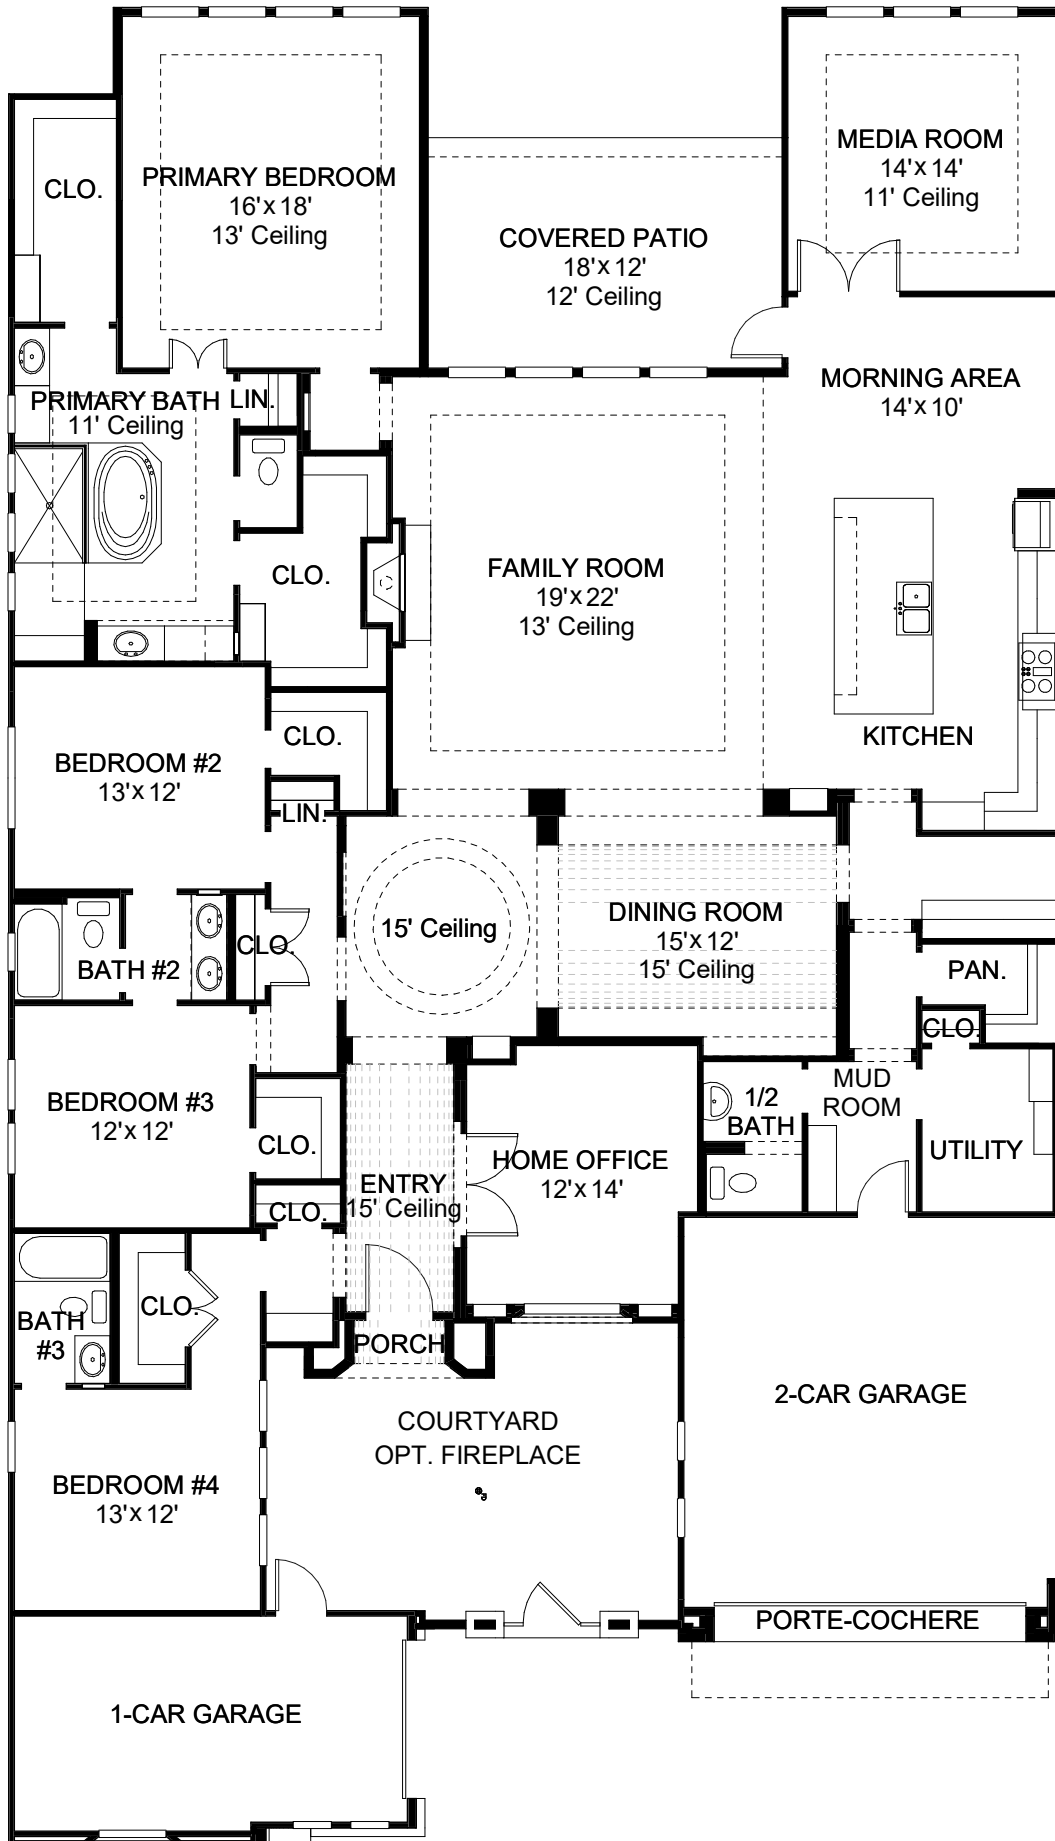 MEDIA ROOM
14' x 14'
11' Ceiling
PRIMARY BEDROOM
16' x 18'
13' Ceiling
CLO.
COVERED PATIO
18' x 12'
12' Ceiling
MORNING AREA
14' x 10'
PRIMARY BATH
11' Ceiling
LIN.
FAMILY ROOM
19' x 22'
13' Ceiling
CLO.
KITCHEN
CLO.
BEDROOM #2
13' x 12'
LIN.
DINING ROOM
15' x 12'
15' Ceiling
15' Ceiling
CLO.
BATH #2
PAN.
CLO.
MUD
ROOM
1/2
BATH
BEDROOM #3
12' x 12'
CLO.
UTILITY
HOME OFFICE
12' x 14'
ENTRY
15' Ceiling
CLO.
CLO.
BATH
#3
PORCH
2-CAR GARAGE
COURTYARD
OPT. FIREPLACE
BEDROOM #4
13' x 12'
PORTE-COCHERE
1-CAR GARAGE